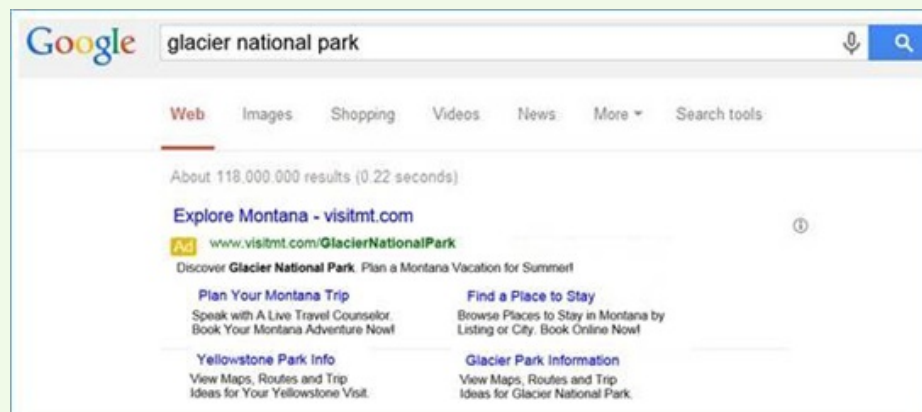 Google glacier national park
Web Images Shopping Videos News More Search tools
About 118,000,000 results (0.22 seconds)
Explore Montana - visitmt.com
Ad www.visitmt.com/GlacierNationalPark
Discover Glacier National Park. Plan a Montana Vacation for Summer!
Plan Your Montana Trip
Speak with A Live Travel Counselor.
Book Your Montana Adventure Now!
Find a Place to Stay
Browse Places to Stay in Montana by
Listing or City. Book Online Now!
Yellowstone Park Info
View Maps, Routes and Trip
Ideas for Your Yellowstone Visit.
Glacier Park Information
View Maps, Routes and Trip
Ideas for Glacier National Park.